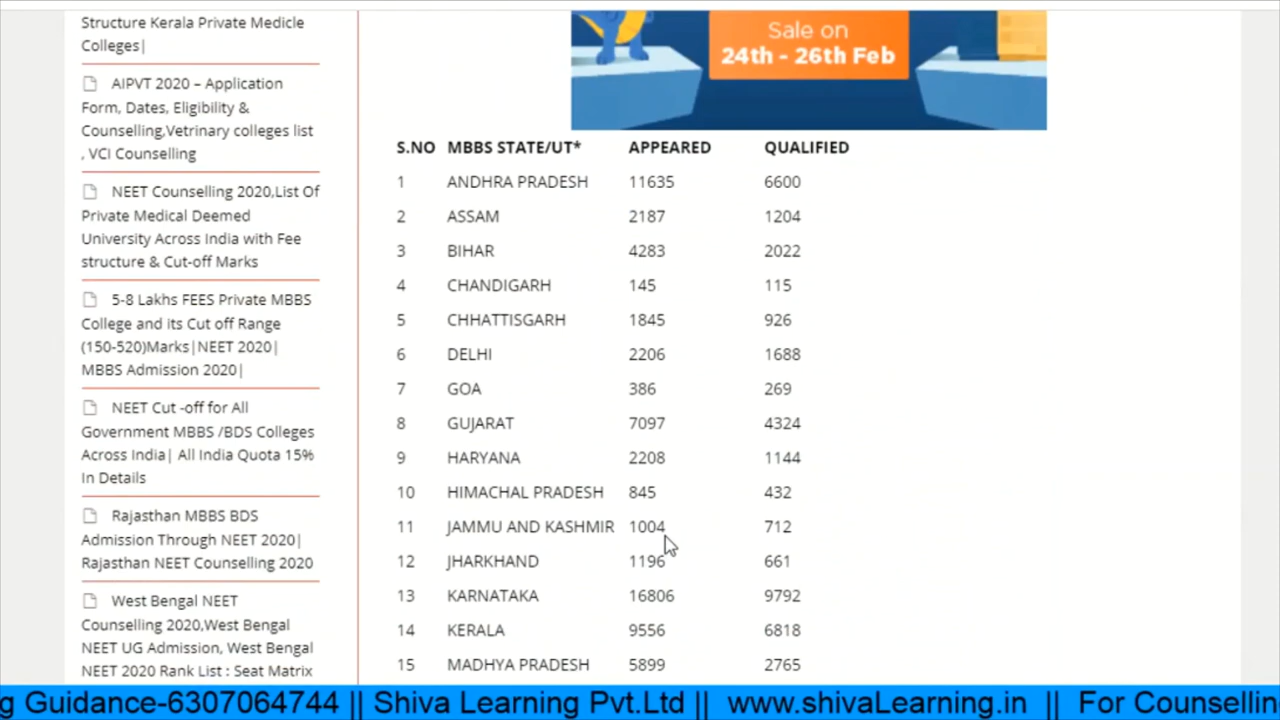 Structure Kerala Private Medicle
Colleges|
AIPVT 2020 – Application
Form, Dates, Eligibility &
Counselling,Vetrinary colleges list
, VCI Counselling
NEET Counselling 2020,List Of
Private Medical Deemed
University Across India with Fee
structure & Cut-off Marks
5-8 Lakhs FEES Private MBBS
College and its Cut off Range
(150-520)Marks|NEET 2020|
MBBS Admission 2020|
NEET Cut -off for All
Government MBBS /BDS Colleges
Across India| All India Quota 15%
In Details
Rajasthan MBBS BDS
Admission Through NEET 2020|
Rajasthan NEET Counselling 2020
West Bengal NEET
Counselling 2020,West Bengal
NEET UG Admission, West Bengal
NEET 2020 Rank List : Seat Matrix
Sale on
24th - 26th Feb
S.NO MBBS STATE/UT* APPEARED QUALIFIED
1 ANDHRA PRADESH 11635 6600
2 ASSAM 2187 1204
3 BIHAR 4283 2022
4 CHANDIGARH 145 115
5 CHHATTISGARH 1845 926
6 DELHI 2206 1688
7 GOA 386 269
8 GUJARAT 7097 4324
9 HARYANA 2208 1144
10 HIMACHAL PRADESH 845 432
11 JAMMU AND KASHMIR 1004 712
12 JHARKHAND 1196 661
13 KARNATAKA 16806 9792
14 KERALA 9556 6818
15 MADHYA PRADESH 5899 2765
g Guidance-6307064744 || Shiva Learning Pvt.Ltd || www.shivaLearning.in || For Counsellin